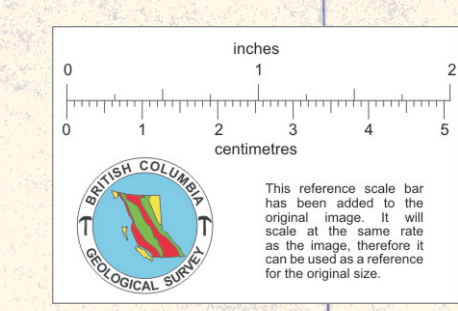 inches
0 1 2
0 1 2 3 4 5
centimetres
BRITISH COLUMBIA
GEOLOGICAL SURVEY
This reference scale bar
has been added to the
original image. It will
scale at the same rate
as the image, therefore it
can be used as a reference
for the original size.